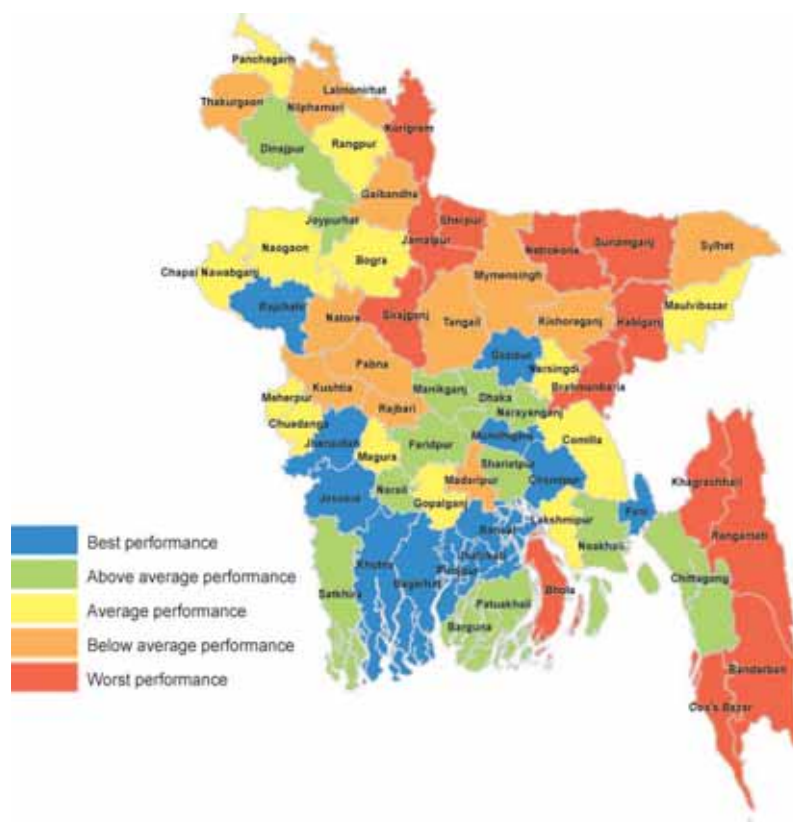 Panchagarh
Lalmonirhat
Thakurgaon
Nilphamari
Kurigram
Dinajpur
Rangpur
Gaibandha
Joypurhat
Sherpur
Jamalpur
Netrokona
Sunamganj
Sylhet
Naogaon
Bogra
Mymensingh
Chapai Nawabganj
Maulvibazar
Rajshahi
Natore
Sirajganj
Tangail
Kishoreganj
Habiganj
Gazipur
Pabna
Narsingdi
Kushtia
Manikganj
Dhaka
Brahmanbaria
Meherpur
Rajbari
Narayanganj
Chuadanga
Jhenaidah
Faridpur
Munshiganj
Comilla
Magura
Shariatpur
Khagrachhari
Jessore
Narail
Madaripur
Chandpur
Gopalganj
Feni
Lakshmipur
Rangamati
Barisal
Noakhali
Best performance
Khulna
Jhalokati
Pirojpur
Above average performance
Satkhira
Bagerhat
Bhola
Chittagong
Average performance
Patuakhali
Barguna
Below average performance
Bandarban
Worst performance
Cox's Bazar